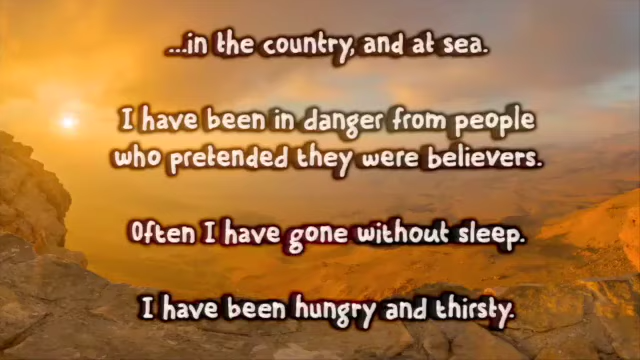 ...in the country, and at sea.
I have been in danger from people
who pretended they were believers.
Often I have gone without sleep.
I have been hungry and thirsty.